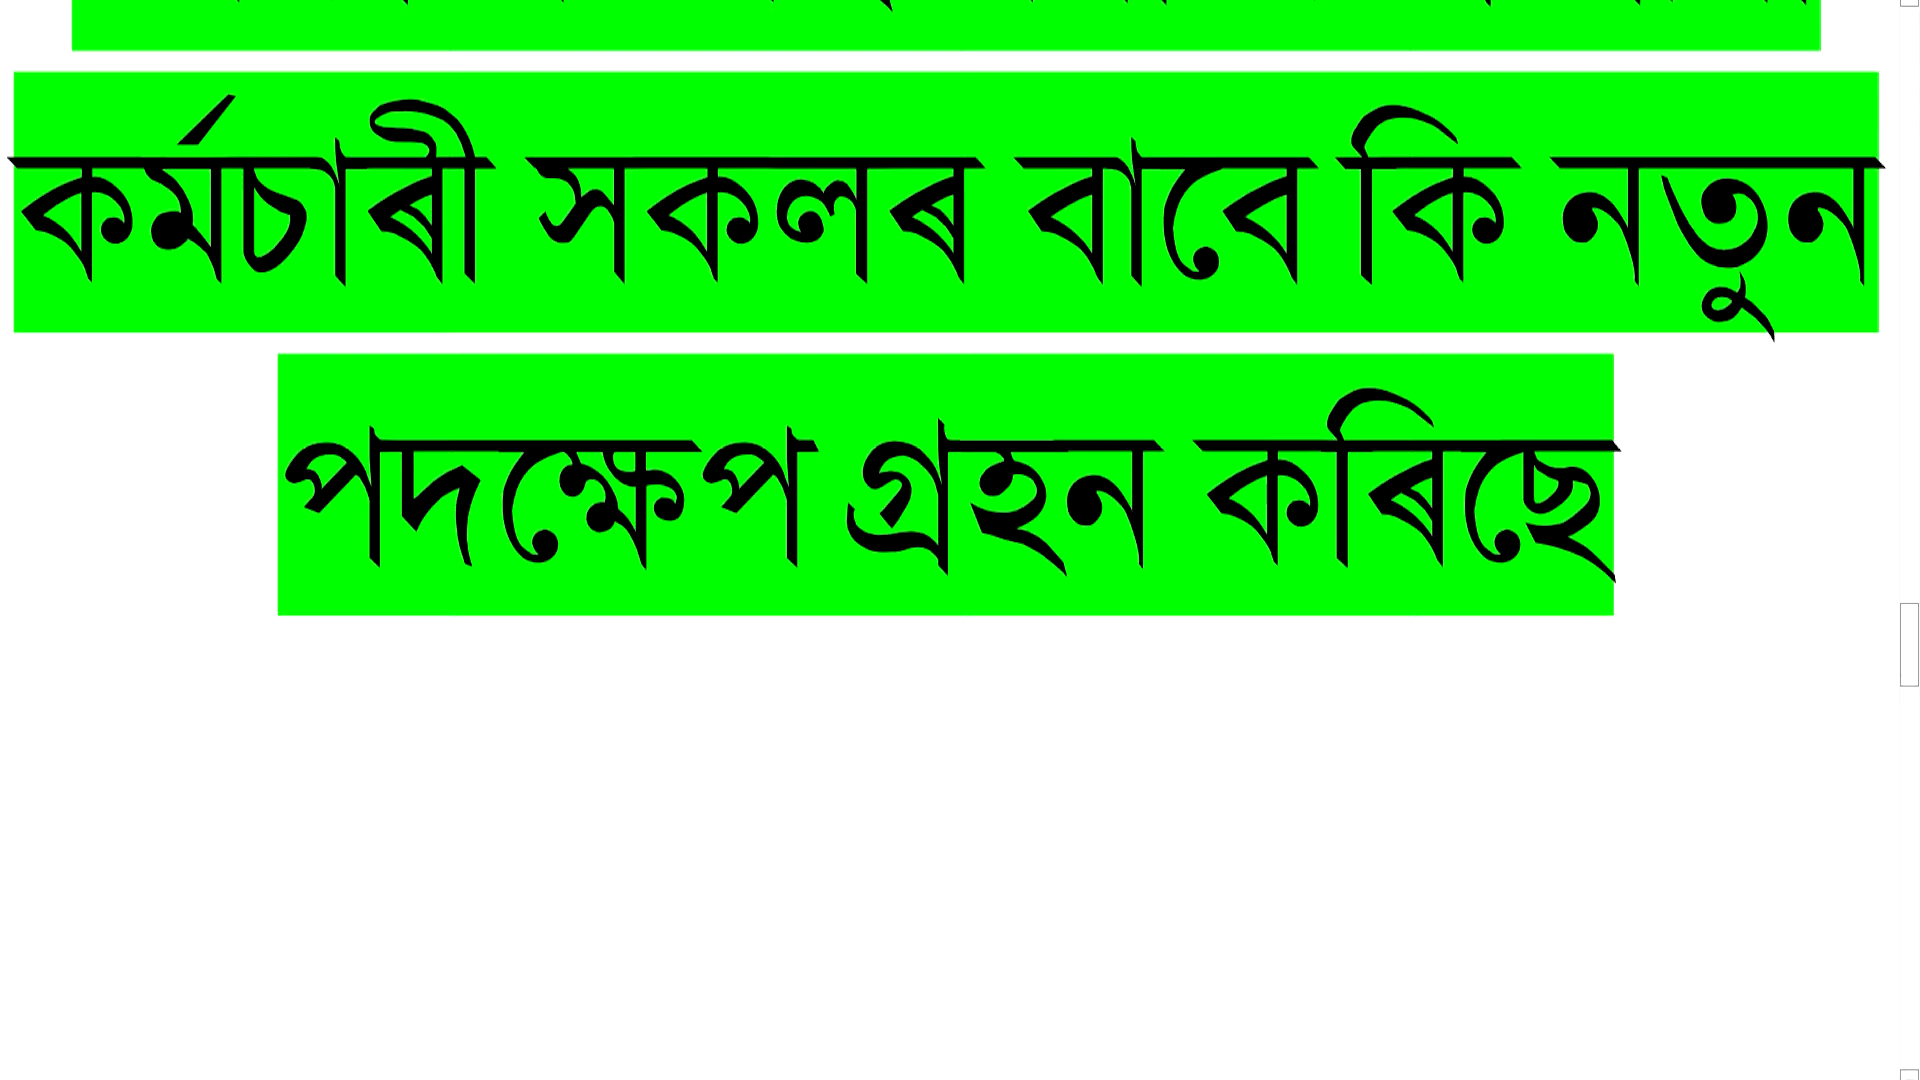 কৰ্মচাৰী সকলৰ বাবে কি নতুন
পদক্ষেপ গ্ৰহন কৰিছে